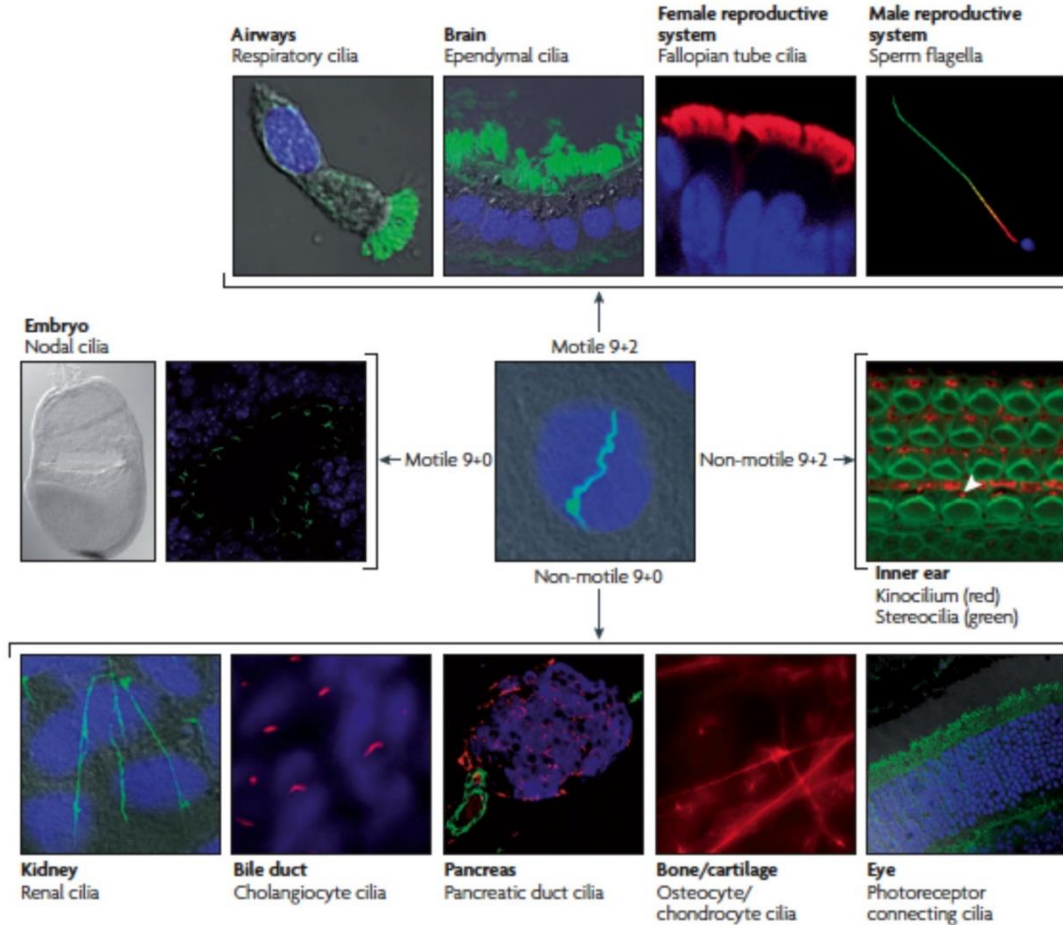 Airways
Respiratory cilia
Brain
Ependymal cilia
Female reproductive
system
Fallopian tube cilia
Male reproductive
system
Sperm flagella
Embryo
Nodal cilia
Motile 9+2
Motile 9+0
Non-motile 9+2
Non-motile 9+0
Inner ear
Kinocilium (red)
Stereocilia (green)
Kidney
Renal cilia
Bile duct
Cholangiocyte cilia
Pancreas
Pancreatic duct cilia
Bone/cartilage
Osteocyte/
chondrocyte cilia
Eye
Photoreceptor
connecting cilia